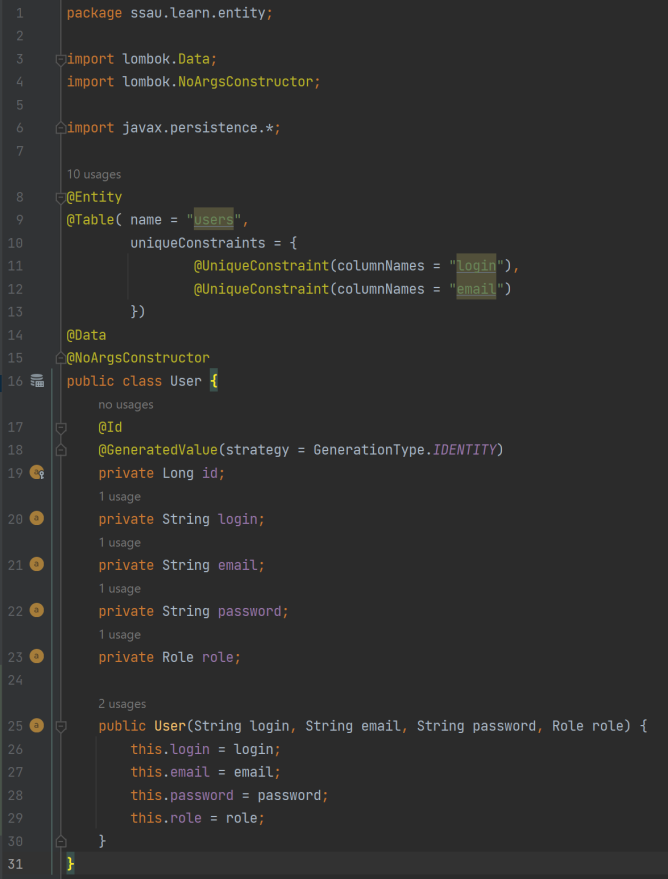 1 package ssau.learn.entity;
2
3 import lombok.Data;
4 import lombok.NoArgsConstructor;
5
6 import javax.persistence.*;
7
10 usages
8 @Entity
9 @Table( name = "users",
10 uniqueConstraints = {
11 @UniqueConstraint(columnNames = "login"),
12 @UniqueConstraint(columnNames = "email")
13 })
14 @Data
15 @NoArgsConstructor
16 public class User {
no usages
17 @Id
18 @GeneratedValue(strategy = GenerationType.IDENTITY)
19 private Long id;
1 usage
20 private String login;
1 usage
21 private String email;
1 usage
22 private String password;
1 usage
23 private Role role;
24
2 usages
25 public User(String login, String email, String password, Role role) {
26 this.login = login;
27 this.email = email;
28 this.password = password;
29 this.role = role;
30 }
31 }